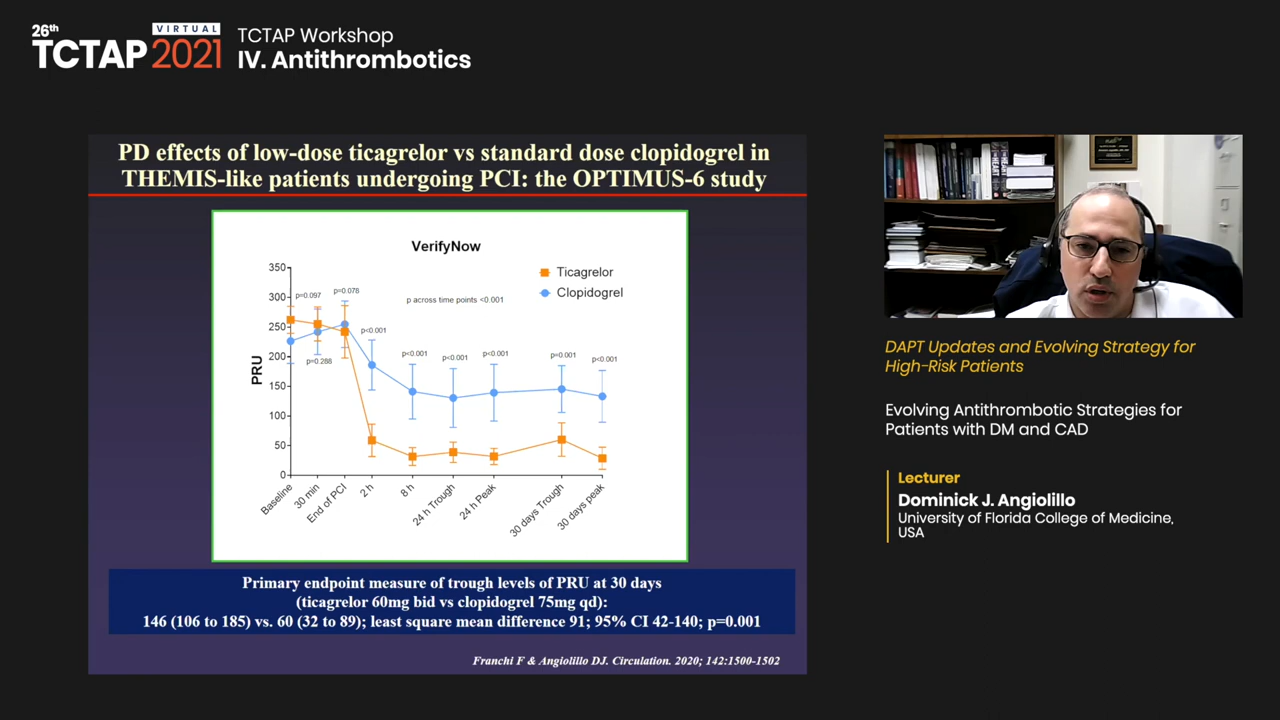 26th
VIRTUAL
TCTAP 2021
TCTAP Workshop
IV. Antithrombotics
PD effects of low-dose ticagrelor vs standard dose clopidogrel in
THEMIS-like patients undergoing PCI: the OPTIMUS-6 study
VerifyNow
Ticagrelor
Clopidogrel
p across time points <0.001
PRU
350
300
250
200
150
100
50
0
p=0.097
p=0.078
p=0.288
p<0.001
p<0.001
p<0.001
p<0.001
p=0.001
p<0.001
Baseline
30 min
End of PCI
2 h
8 h
24 h Trough
24 h Peak
30 days Trough
30 days peak
Primary endpoint measure of trough levels of PRU at 30 days
(ticagrelor 60mg bid vs clopidogrel 75mg qd):
146 (106 to 185) vs. 60 (32 to 89); least square mean difference 91; 95% CI 42-140; p=0.001
Franchi F & Angiolillo DJ. Circulation. 2020; 142:1500-1502
DAPT Updates and Evolving Strategy for
High-Risk Patients
Evolving Antithrombotic Strategies for
Patients with DM and CAD
Lecturer
Dominick J. Angiolillo
University of Florida College of Medicine,
USA